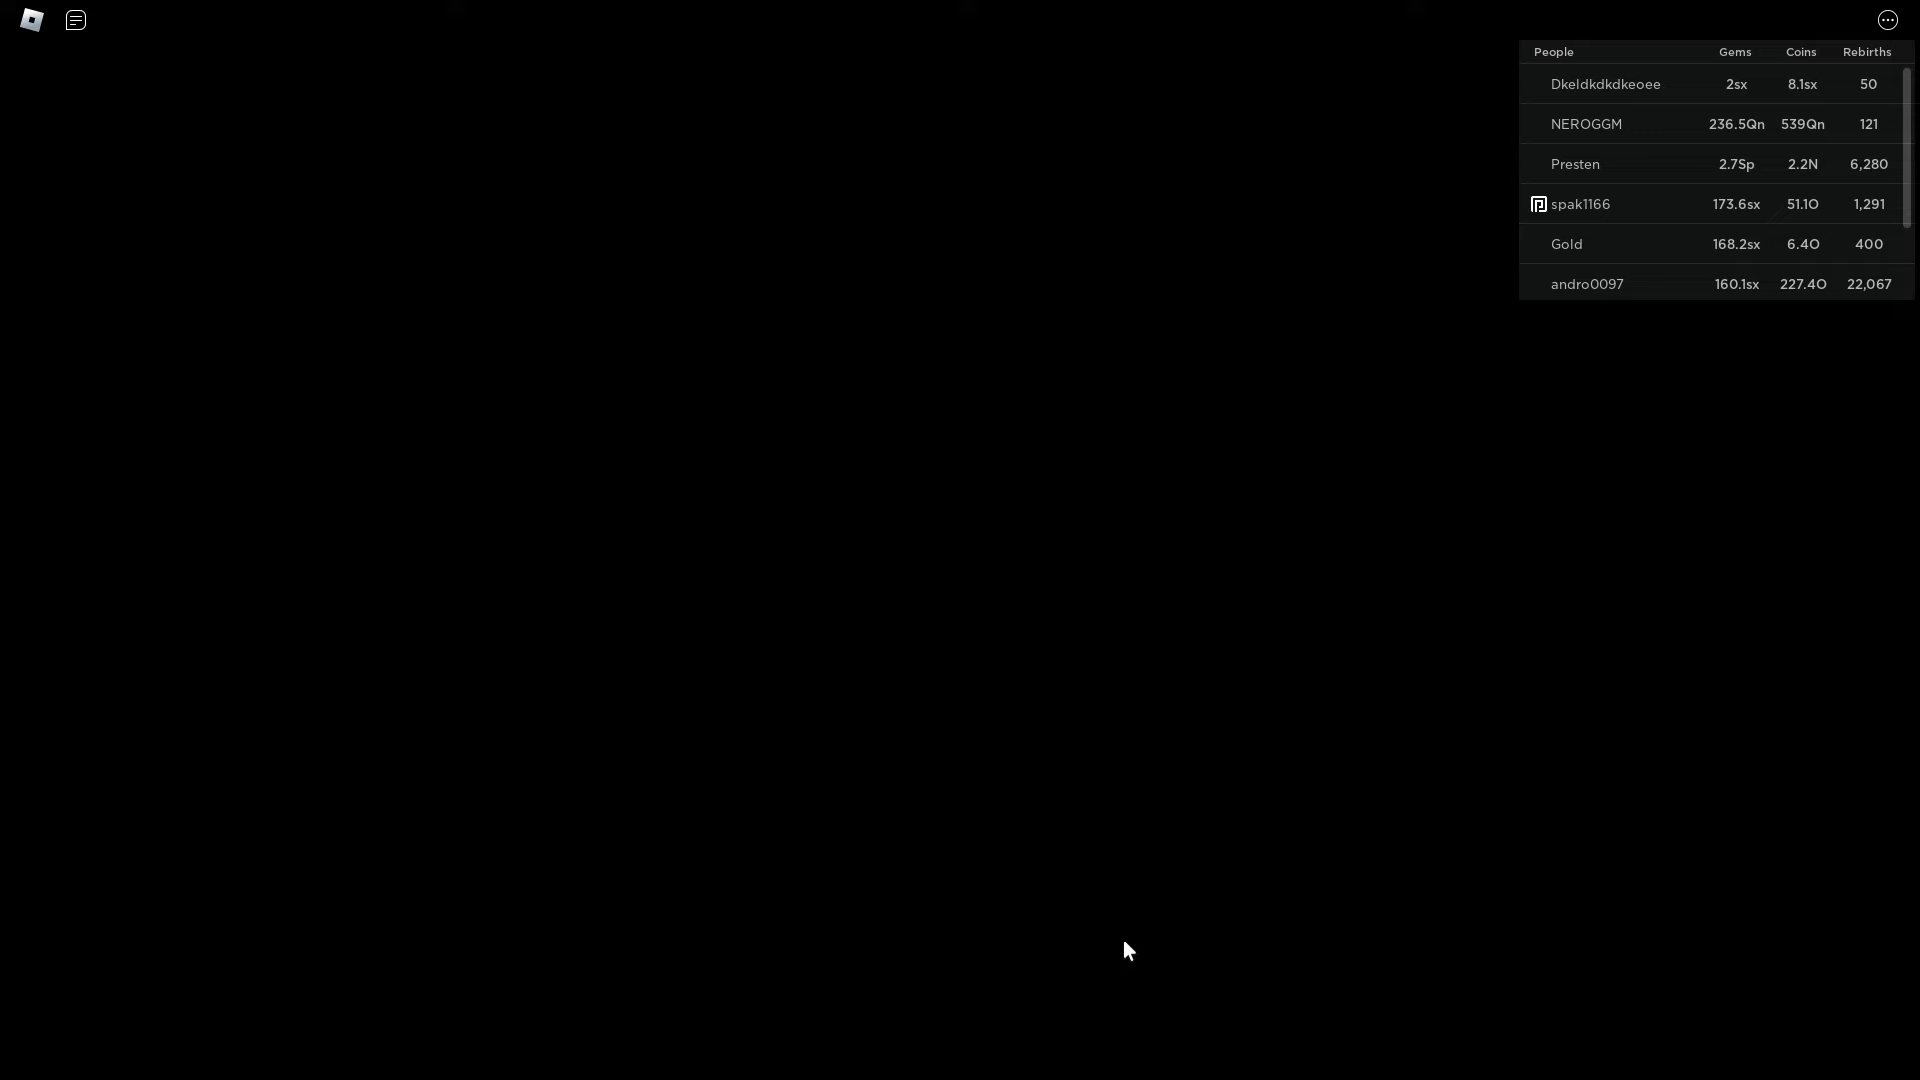 People Gems Coins Rebirths
Dkeldkdkdkeoee 2sx 8.1sx 50
NEROGGM 236.5Qn 539Qn 121
Presten 2.7Sp 2.2N 6,280
spak1166 173.6sx 51.1O 1,291
Gold 168.2sx 6.4O 400
andro0097 160.1sx 227.4O 22,067